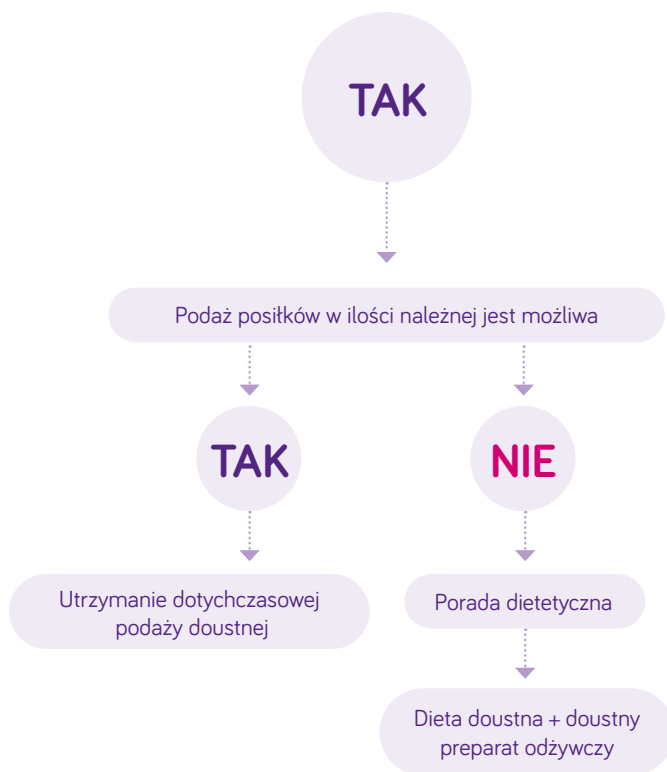 TAK
Podaż posiłków w ilości należnej jest możliwa
TAK
NIE
Utrzymanie dotychczasowej
podaży doustnej
Porada dietetyczna
Dieta doustna + doustny
preparat odżywczy